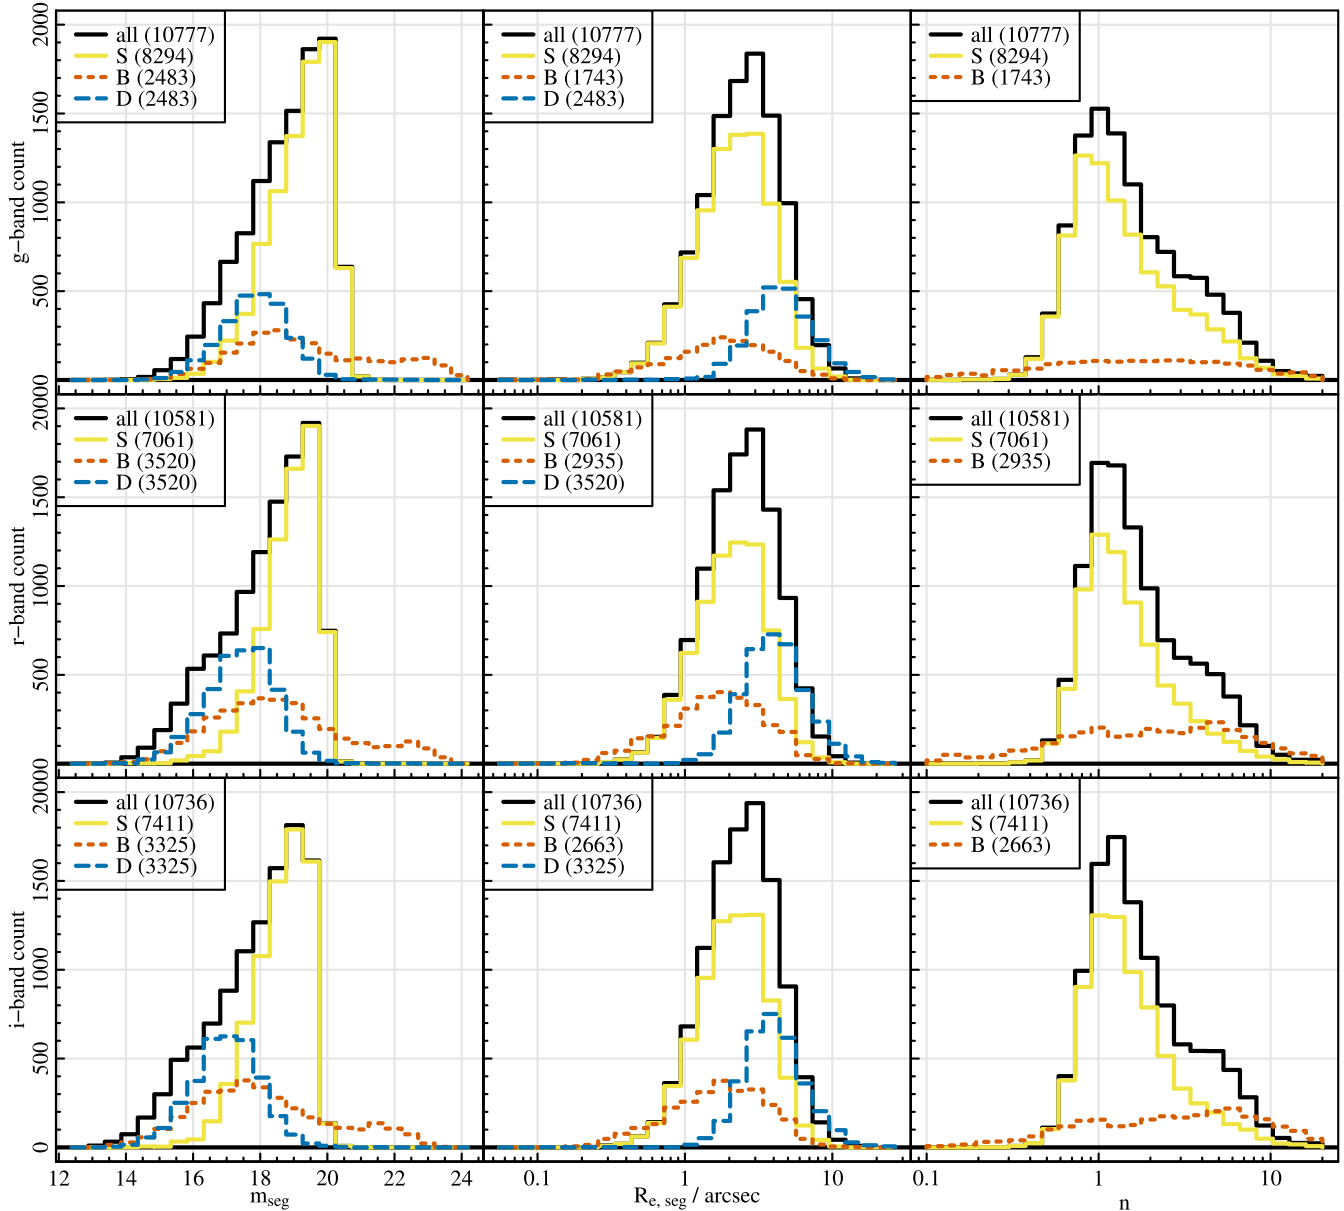 all (10777)
S (8294)
B (2483)
D (2483)
all (10777)
S (8294)
B (1743)
D (2483)
all (10777)
S (8294)
B (1743)
g−band count
0
500
1000
1500
2000
all (10581)
S (7061)
B (3520)
D (3520)
all (10581)
S (7061)
B (2935)
D (3520)
all (10581)
S (7061)
B (2935)
r−band count
0
500
1000
1500
2000
all (10736)
S (7411)
B (3325)
D (3325)
all (10736)
S (7411)
B (2663)
D (3325)
all (10736)
S (7411)
B (2663)
i−band count
0
500
1000
1500
2000
12 14 16 18 20 22 24
0.1 1 10
0.1 1 10
m_seg
R_e, seg / arcsec
n